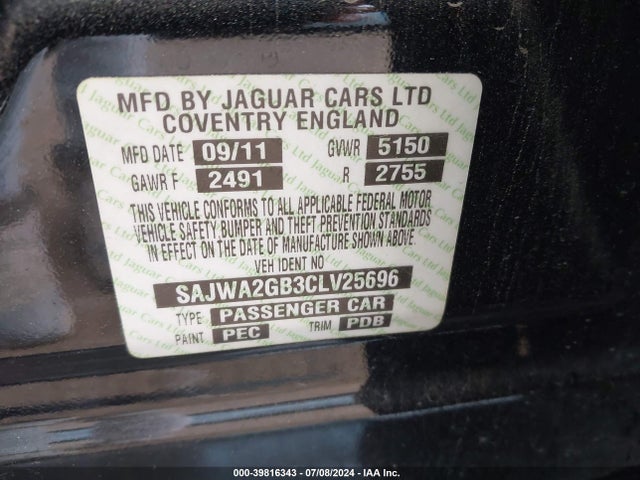 MFD BY JAGUAR CARS LTD
COVENTRY ENGLAND
MFD DATE 09/11 GVWR 5150
GAWR F 2491 R 2755
THIS VEHICLE CONFORMS TO ALL APPLICABLE FEDERAL MOTOR
VEHICLE SAFETY BUMPER AND THEFT PREVENTION STANDARDS
IN EFFECT ON THE DATE OF MANUFACTURE SHOWN ABOVE
VEH IDENT NO
SAJWA2GB3CLV25696
TYPE PASSENGER CAR
PAINT PEC TRIM PDB
000-39816343 - 07/08/2024 - IAA Inc.